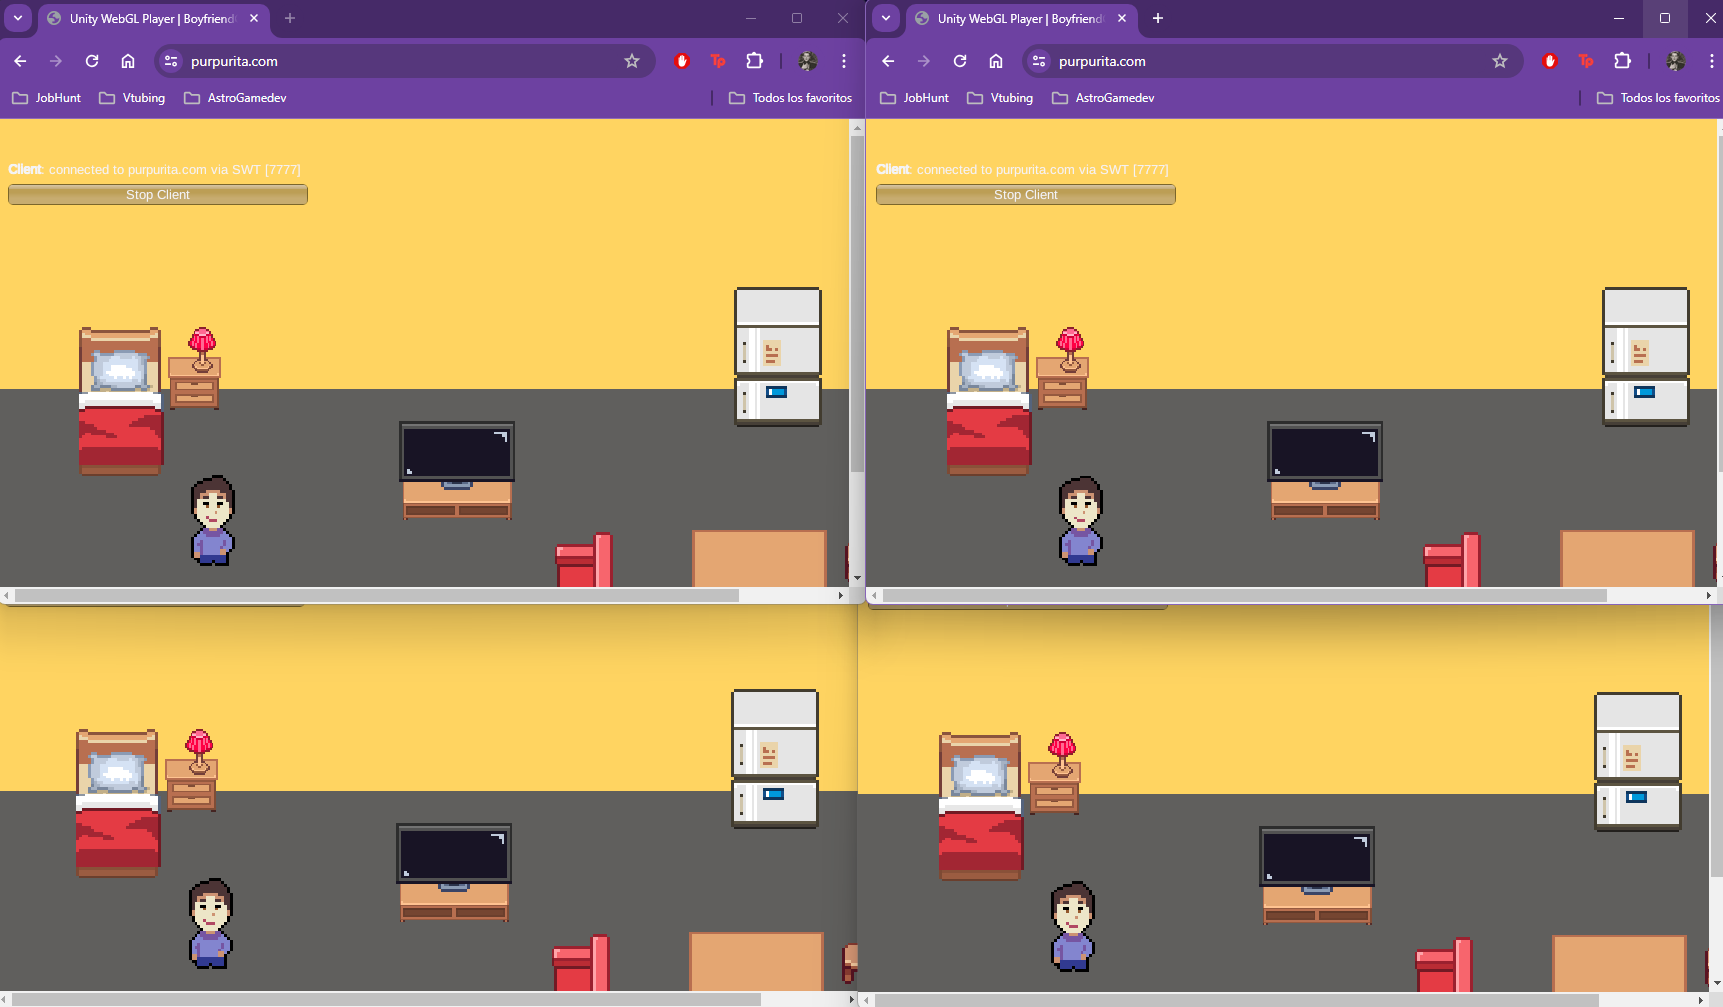 Unity WebGL Player | Boyfriend
purpurita.com
JobHunt
Vtubing
AstroGamedev
Todos los favoritos
Client: connected to purpurita.com via SWT [7777]
Stop Client
Unity WebGL Player | Boyfriend
purpurita.com
JobHunt
Vtubing
AstroGamedev
Todos los favoritos
Client: connected to purpurita.com via SWT [7777]
Stop Client